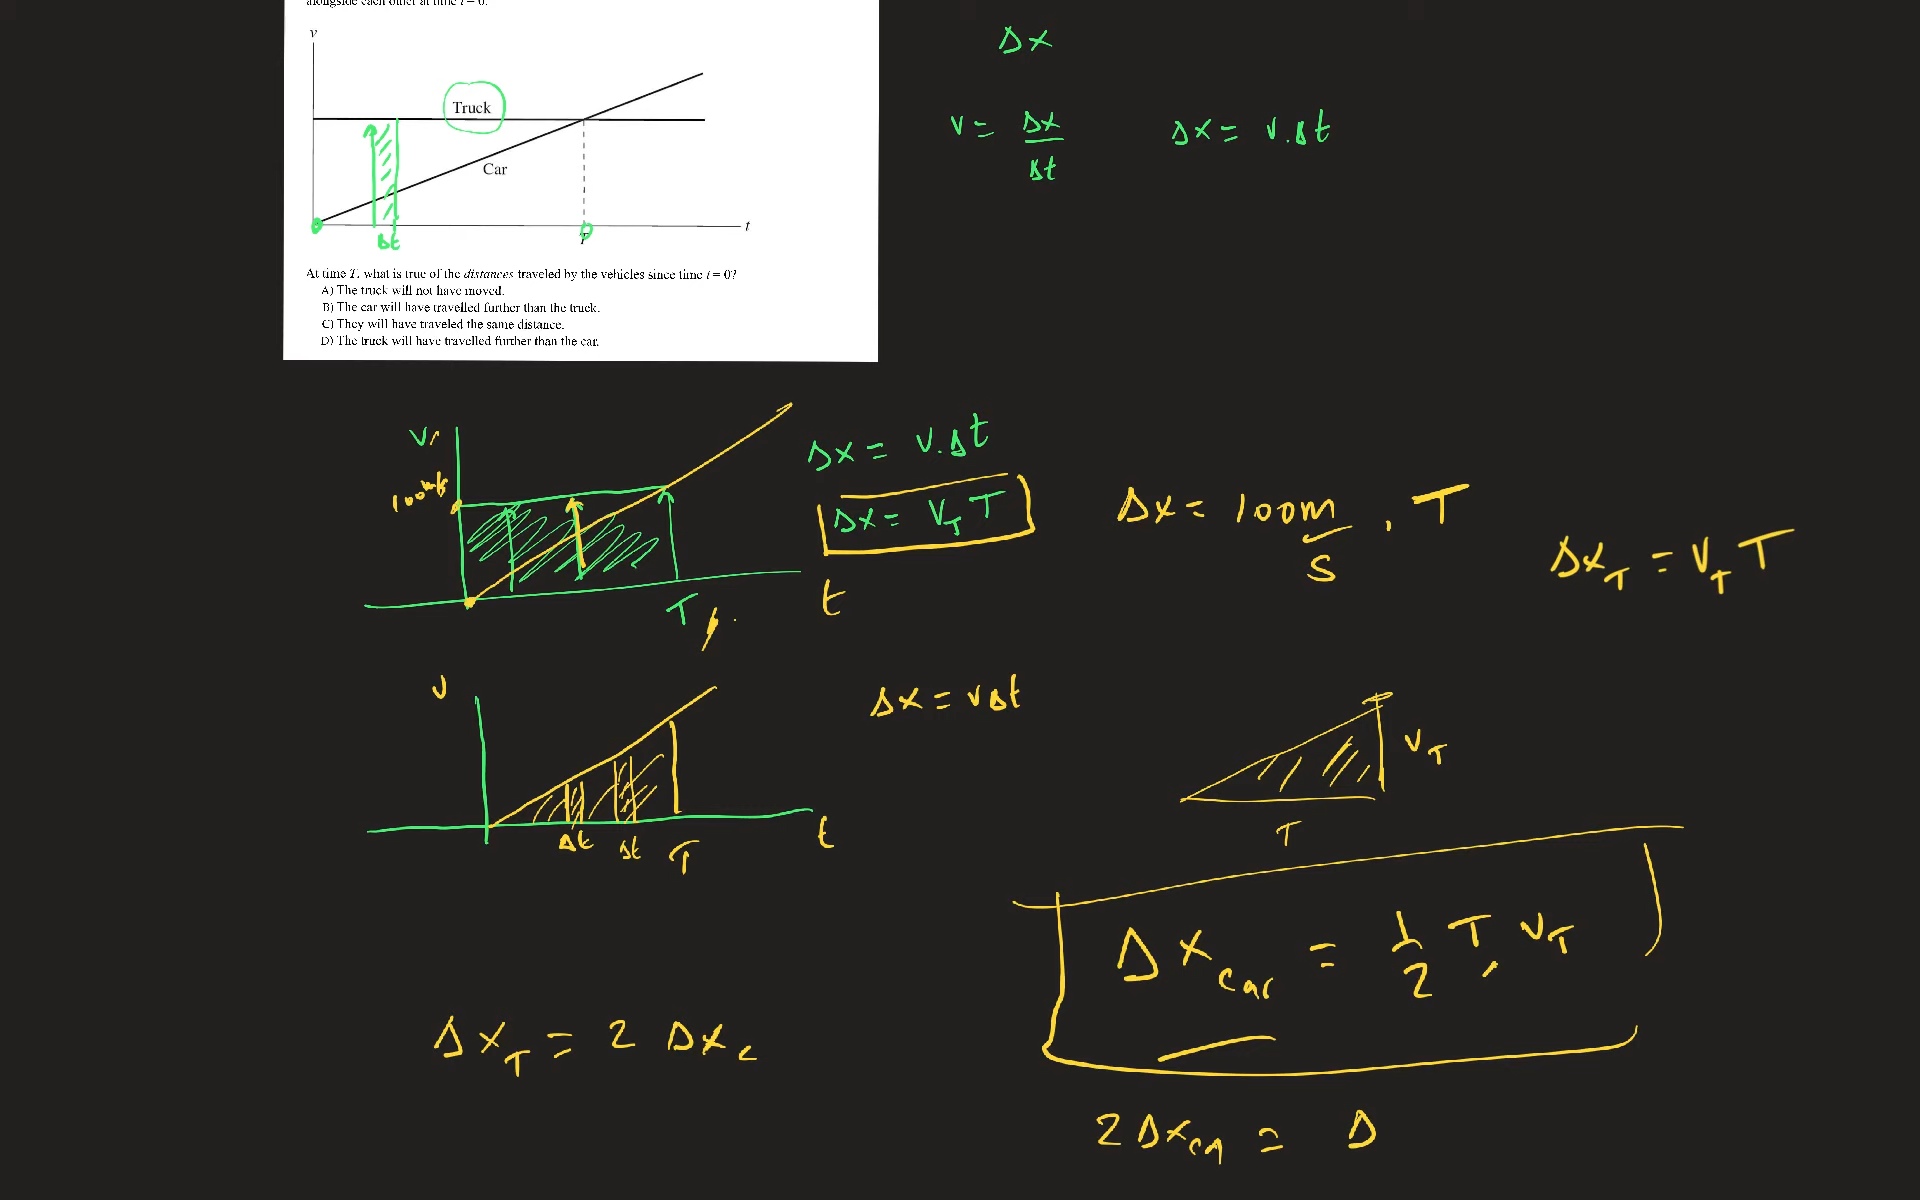 alongside each other at time t = 0.
v
Truck
Car
t
T
Δt
At time T, what is true of the distances traveled by the vehicles since time t = 0?
A) The truck will not have moved.
B) The car will have travelled further than the truck.
C) They will have traveled the same distance.
D) The truck will have travelled further than the car.
Δx
v = Δx/Δt
Δx = v.Δt
V
100m/s
T
t
Δx = v.Δt
Δx = V_T T
Δx = 100m/s . T
Δx_T = V_T T
v
Δt Δt T
t
Δx = vΔt
V_T
T
Δx_car = 1/2 T . V_T
Δx_T = 2 Δx_c
2Δx_ca = Δ